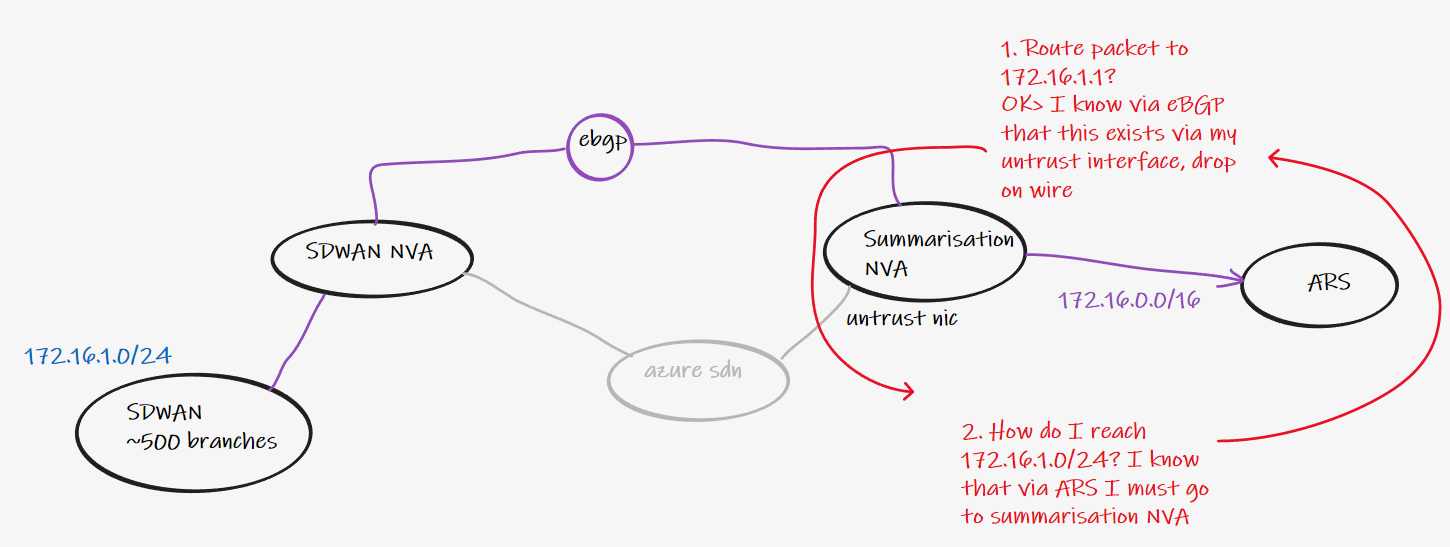 1. Route packet to
172.16.1.1?
OK> I know via eBGP
that this exists via my
untrust interface, drop
on wire
ebgp
SDWAN NVA
Summarisation
NVA
ARS
172.16.0.0/16
untrust nic
172.16.1.0/24
azure sdn
SDWAN
~500 branches
2. How do I reach
172.16.1.0/24? I know
that via ARS I must go
to summarisation NVA